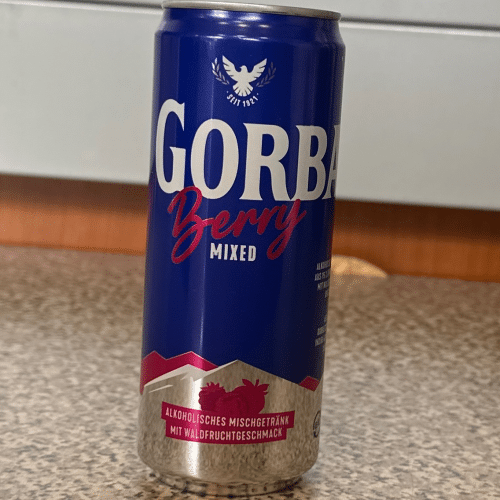 SEIT 1921
GORBA
Berry
MIXED
ALKOHOLISCHES MISCHGETRÄNK
MIT WALDFRUCHTGESCHMACK